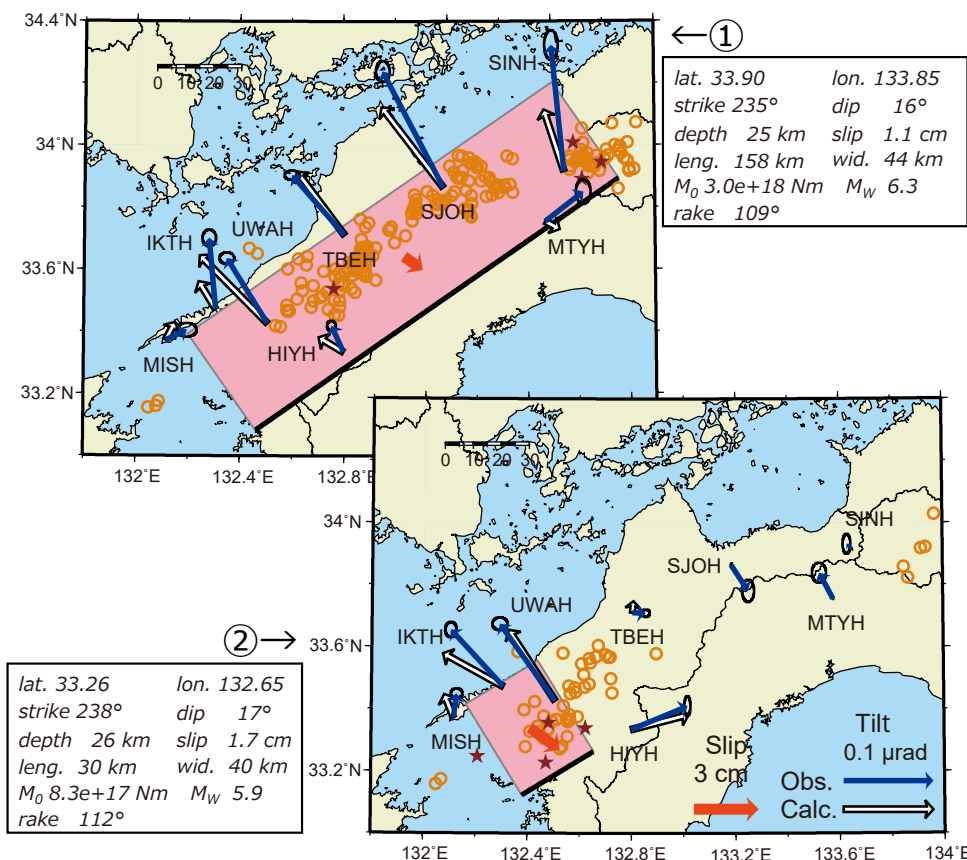 34.4°N
34°N
33.6°N
33.2°N
132°E
132.4°E
132.8°E
0 10 20 30
SINH
SJOH
MTYH
UWAH
IKTH
TBEH
MISH
HIYH
←①
lat. 33.90 lon. 133.85
strike 235° dip 16°
depth 25 km slip 1.1 cm
leng. 158 km wid. 44 km
M0 3.0e+18 Nm MW 6.3
rake 109°
②→
lat. 33.26 lon. 132.65
strike 238° dip 17°
depth 26 km slip 1.7 cm
leng. 30 km wid. 40 km
M0 8.3e+17 Nm MW 5.9
rake 112°
0 10 20 30
34°N
33.6°N
33.2°N
SINH
SJOH
MTYH
UWAH
IKTH
TBEH
MISH
HIYH
Slip
3 cm
Tilt
0.1 μrad
Obs.
Calc.
132°E
132.4°E
132.8°E
133.2°E
133.6°E
134°E